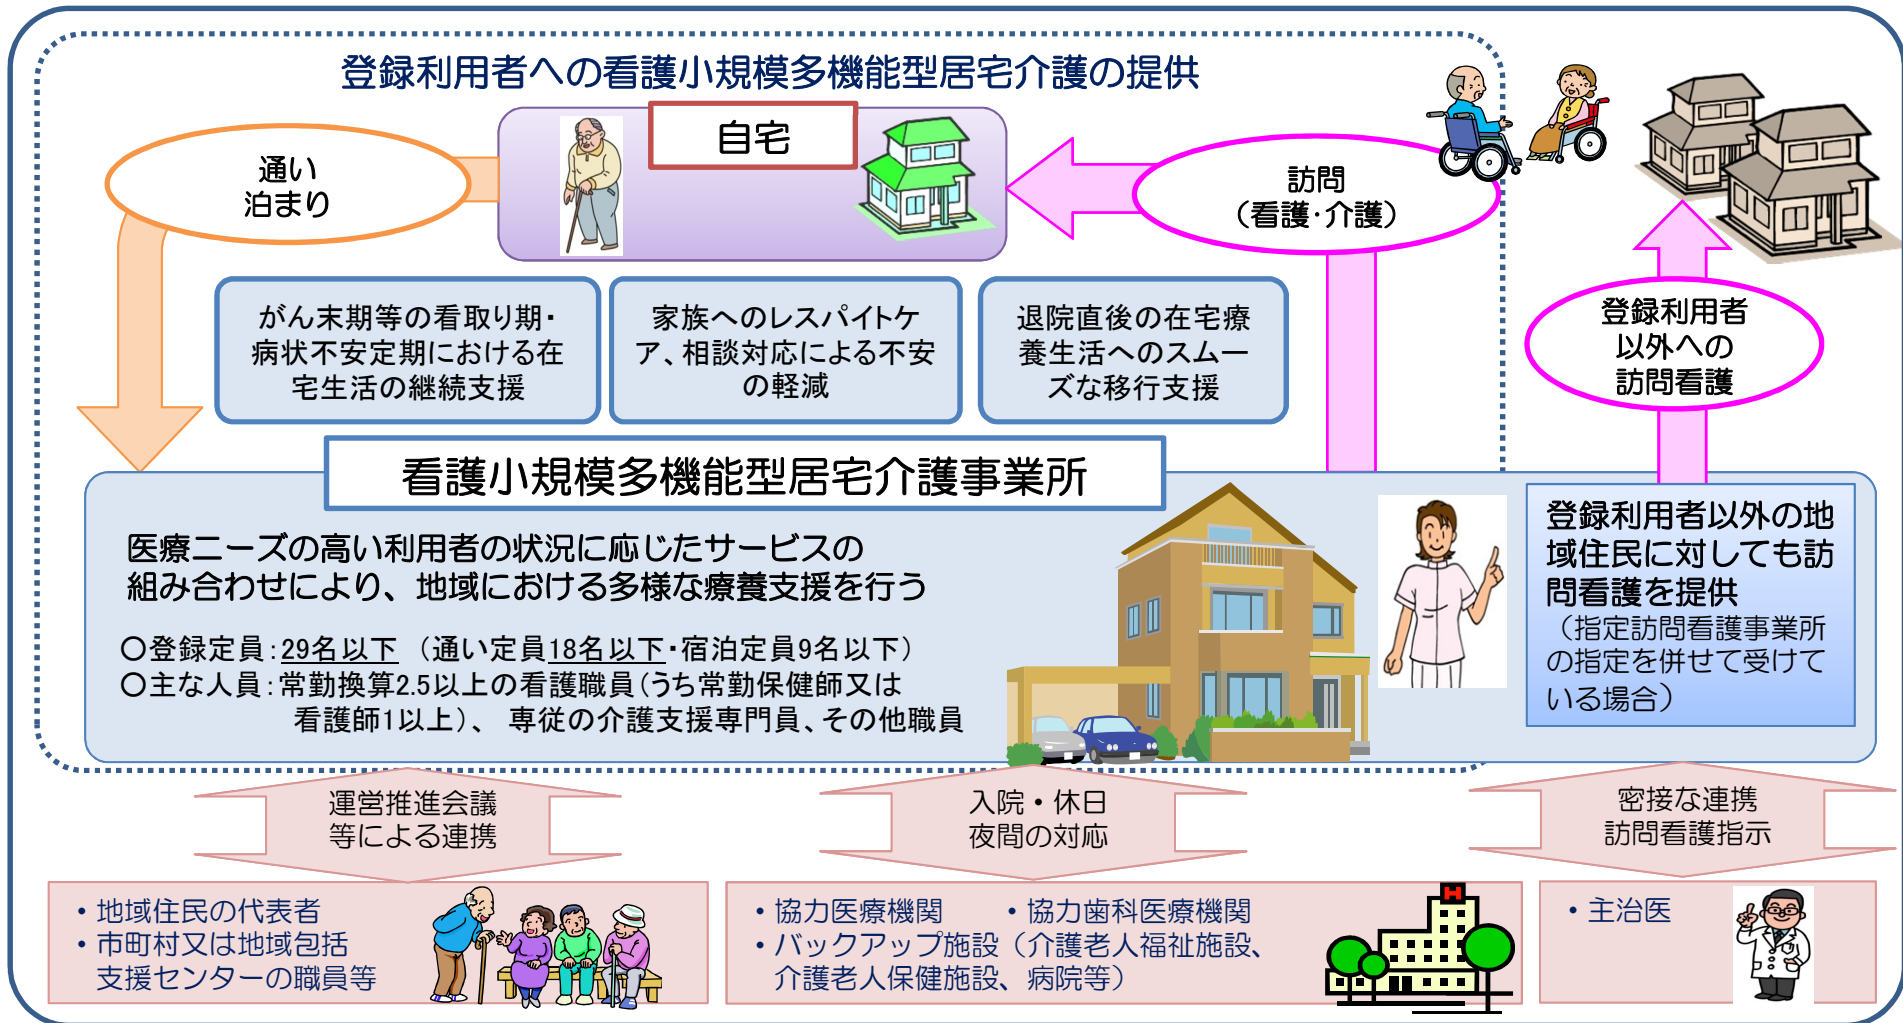 登録利用者への看護小規模多機能型居宅介護の提供
自宅
通い
泊まり
訪問
（看護・介護）
がん末期等の看取り期・
病状不安定期における在
宅生活の継続支援
家族へのレスパイトケ
ア、相談対応による不安
の軽減
退院直後の在宅療
養生活へのスムー
ズな移行支援
登録利用者
以外への
訪問看護
看護小規模多機能型居宅介護事業所
医療ニーズの高い利用者の状況に応じたサービスの
組み合わせにより、地域における多様な療養支援を行う
○登録定員：29名以下 （通い定員18名以下・宿泊定員9名以下）
○主な人員：常勤換算2.5以上の看護職員（うち常勤保健師又は
看護師1以上）、 専従の介護支援専門員、その他職員
登録利用者以外の地
域住民に対しても訪
問看護を提供
（指定訪問看護事業所
の指定を併せて受けて
いる場合）
運営推進会議
等による連携
入院・休日
夜間の対応
密接な連携
訪問看護指示
・地域住民の代表者
・市町村又は地域包括
支援センターの職員等
・協力医療機関 ・協力歯科医療機関
・バックアップ施設（介護老人福祉施設、
介護老人保健施設、病院等）
H
・主治医